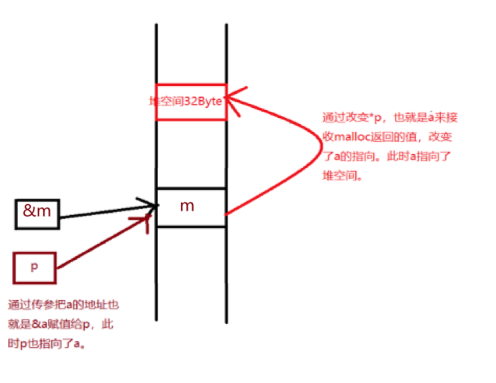 堆空间32Byte
通过改变*p，也就是a来接
收malloc返回的值，改变
了a的指向。此时a指向了
堆空间。
&m
m
p
通过传参把a的地址也
就是&a赋值给p，此
时p也指向了a。